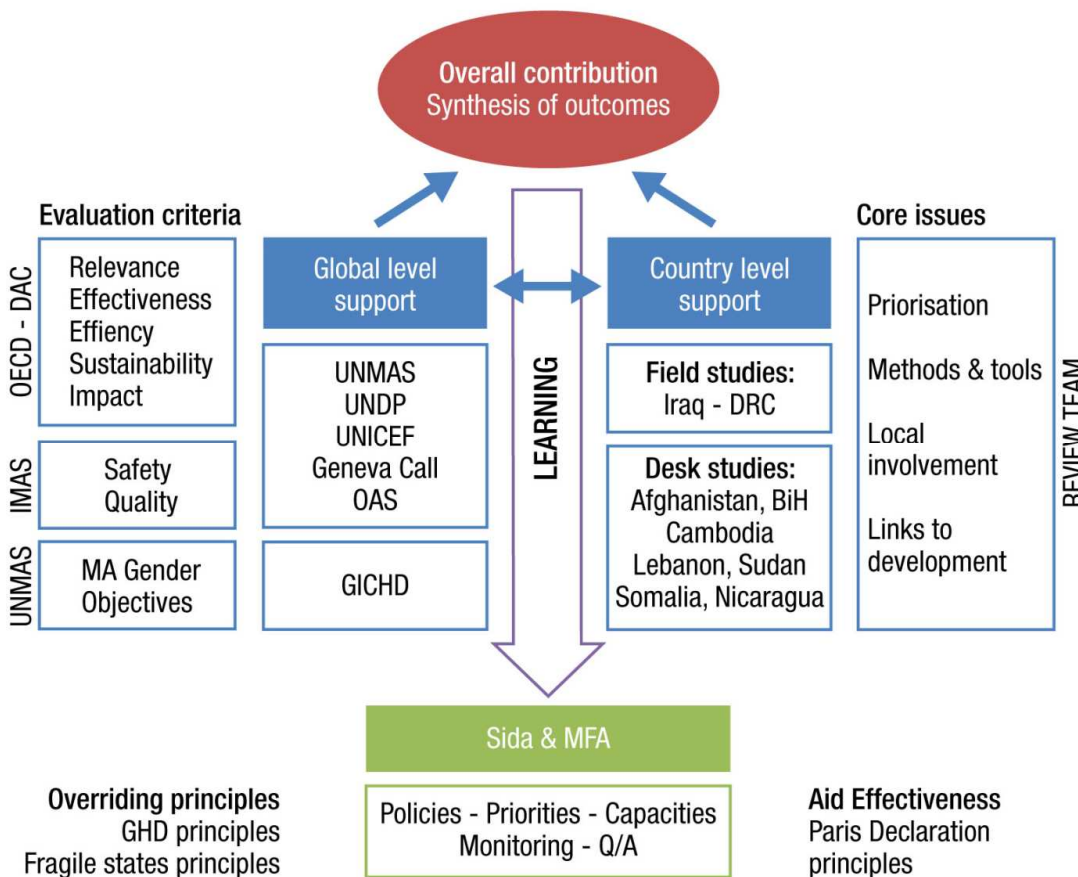 Overall contribution
Synthesis of outcomes
Evaluation criteria
OECD - DAC
Relevance
Effectiveness
Effiency
Sustainability
Impact
IMAS
Safety
Quality
UNMAS
MA Gender
Objectives
Global level
support
UNMAS
UNDP
UNICEF
Geneva Call
OAS
GICHD
LEARNING
Country level
support
Field studies:
Iraq - DRC
Desk studies:
Afghanistan, BiH
Cambodia
Lebanon, Sudan
Somalia, Nicaragua
Core issues
Priorisation
Methods & tools
Local
involvement
Links to
development
REVIEW TEAM
Sida & MFA
Policies - Priorities - Capacities
Monitoring - Q/A
Overriding principles
GHD principles
Fragile states principles
Aid Effectiveness
Paris Declaration
principles